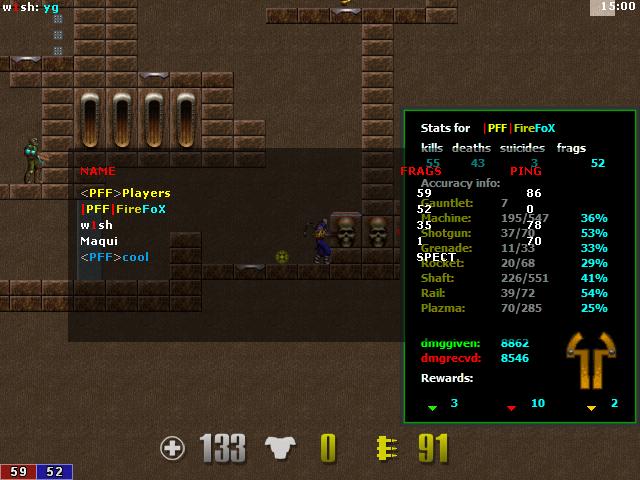 w!sh: yg
15:00
NAME FRAGS PING
<PFF>Players 59 86
|PFF|FireFoX 52 0
w!sh 35 78
Maqui 1 70
<PFF>cool SPECT
Stats for |PFF|FireFoX
kills deaths suicides frags
55 43 3 52
Accuracy info:
Gauntlet: 7
Machine: 195/547 36%
Shotgun: 37/70 53%
Grenade: 11/33 33%
Rocket: 20/68 29%
Shaft: 226/551 41%
Rail: 39/72 54%
Plazma: 70/285 25%
dmggiven: 8862
dmgrecvd: 8546
Rewards:
3 10 2
133 0 91
59 52